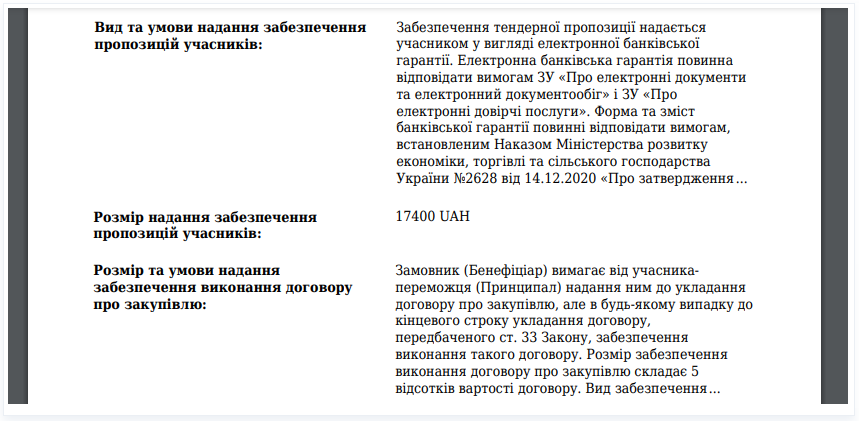 Вид та умови надання забезпечення
пропозицій учасників:
Забезпечення тендерної пропозиції надається
учасником у вигляді електронної банківської
гарантії. Електронна банківська гарантія повинна
відповідати вимогам ЗУ «Про електронні документи
та електронний документообіг» і ЗУ «Про
електронні довірчі послуги». Форма та зміст
банківської гарантії повинні відповідати вимогам,
встановленим Наказом Міністерства розвитку
економіки, торгівлі та сільського господарства
України №2628 від 14.12.2020 «Про затвердження...
Розмір надання забезпечення
пропозицій учасників:
17400 UAH
Розмір та умови надання
забезпечення виконання договору
про закупівлю:
Замовник (Бенефіціар) вимагає від учасника-
переможця (Принципал) надання ним до укладання
договору про закупівлю, але в будь-якому випадку до
кінцевого строку укладання договору,
передбаченого ст. 33 Закону, забезпечення
виконання такого договору. Розмір забезпечення
виконання договору про закупівлю складає 5
відсотків вартості договору. Вид забезпечення...